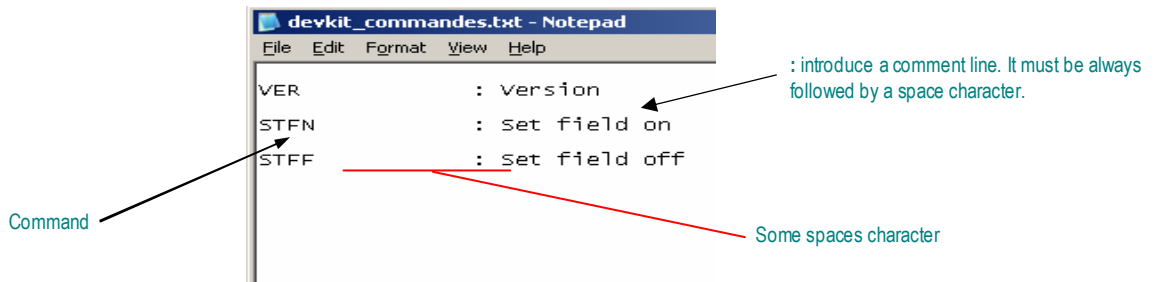 devkit_commandes.txt - Notepad
File Edit Format View Help
VER : Version
STFN : Set field on
STFF : Set field off
: introduce a comment line. It must be always
followed by a space character.
Command
Some spaces character